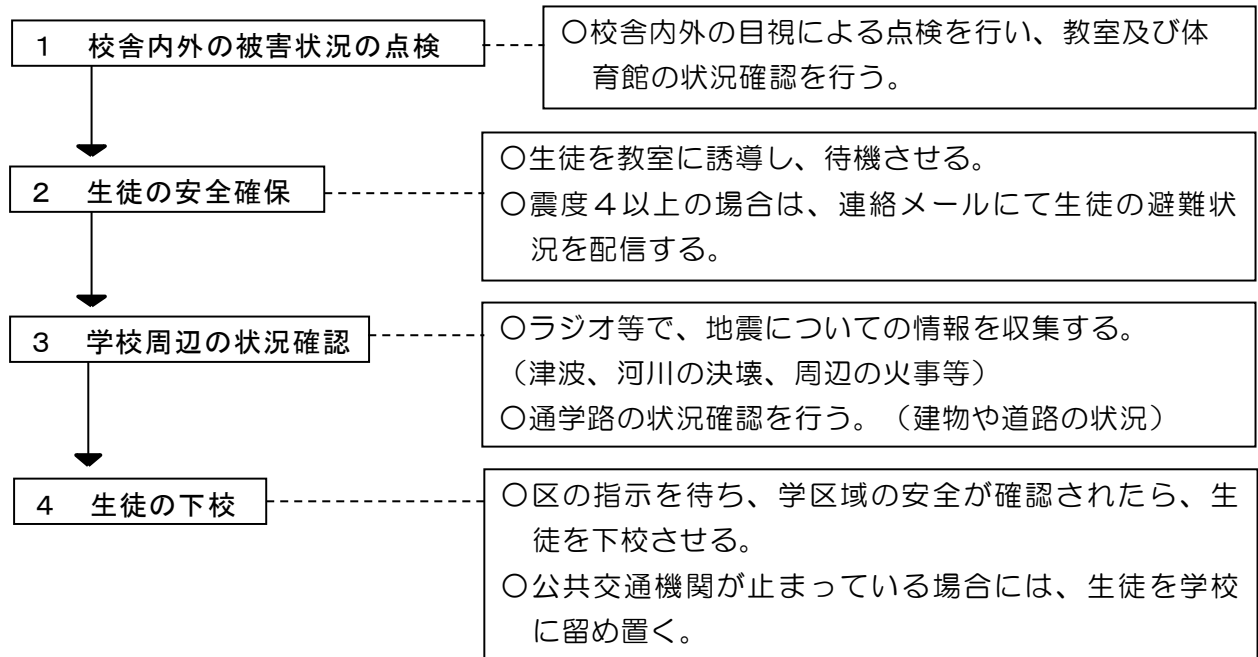 1 校舎内外の被害状況の点検
〇校舎内外の目視による点検を行い、教室及び体
育館の状況確認を行う。
2 生徒の安全確保
〇生徒を教室に誘導し、待機させる。
〇震度4以上の場合は、連絡メールにて生徒の避難状
況を配信する。
3 学校周辺の状況確認
〇ラジオ等で、地震についての情報を収集する。
（津波、河川の決壊、周辺の火事等）
〇通学路の状況確認を行う。（建物や道路の状況）
4 生徒の下校
〇区の指示を待ち、学区域の安全が確認されたら、生
徒を下校させる。
〇公共交通機関が止まっている場合には、生徒を学校
に留め置く。